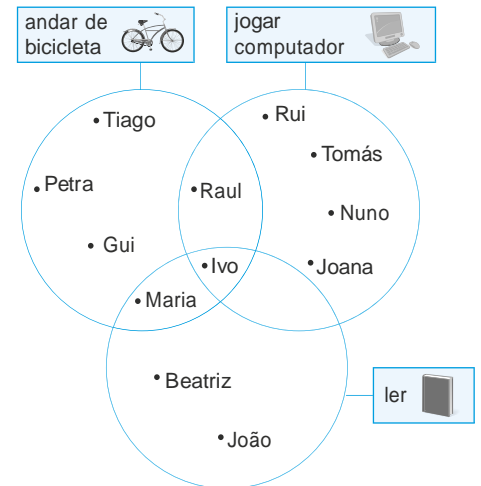 andar de
bicicleta
jogar
computador
Tiago
Rui
Tomás
Petra
Raul
Nuno
Gui
Ivo
Joana
Maria
Beatriz
ler
João